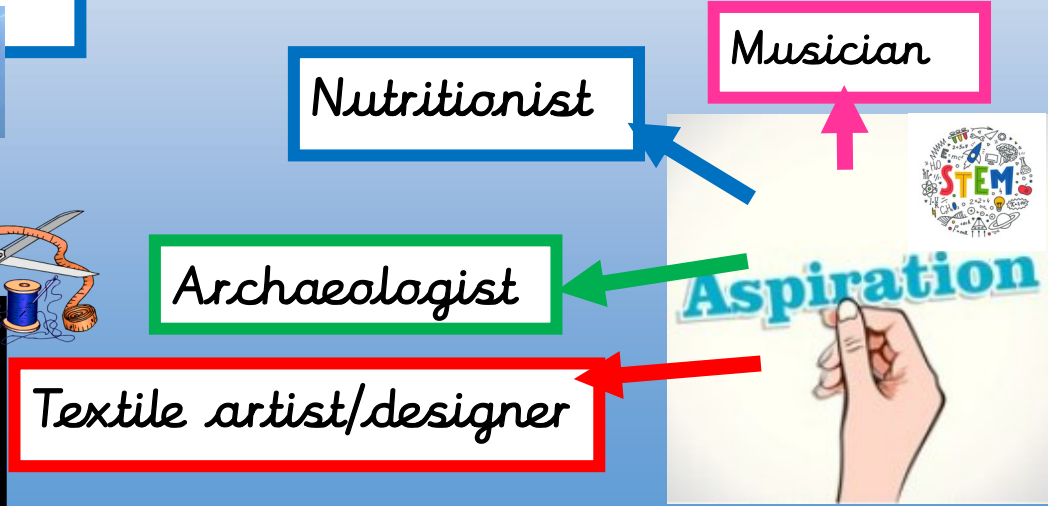 Musician
Nutritionist
STEM
Archaeologist
Aspiration
Textile artist/designer